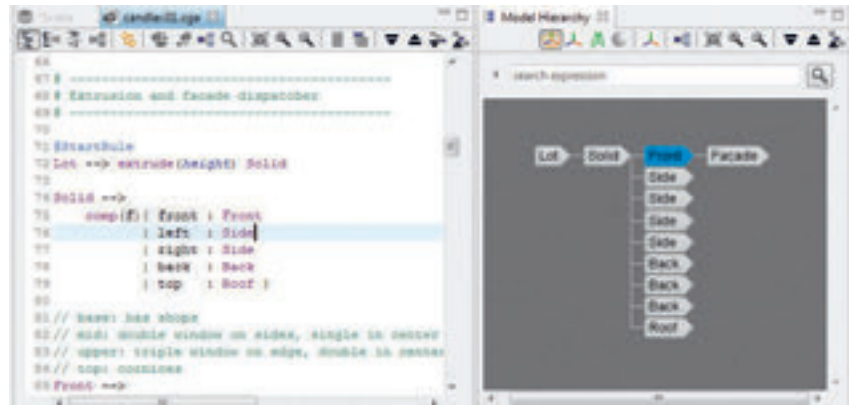 candler01.cga
66
67 # -------------------------------------------
68 # Extrusion and facade dispatcher
69 # -------------------------------------------
70
71 @StartRule
72 Lot --> extrude(height) Solid
73
74 Solid -->
75 comp(f){ front : Front
76 | left : Side
77 | right : Side
78 | back : Back
79 | top : Roof }
80
81 // base: has shops
82 // mid: double window on sides, single in center
83 // upper: triple window on edge, double in center
84 // top: cornices
85 Front -->
Model Hierarchy
search expression
Lot Solid Front Facade
Side
Side
Side
Side
Back
Back
Back
Roof